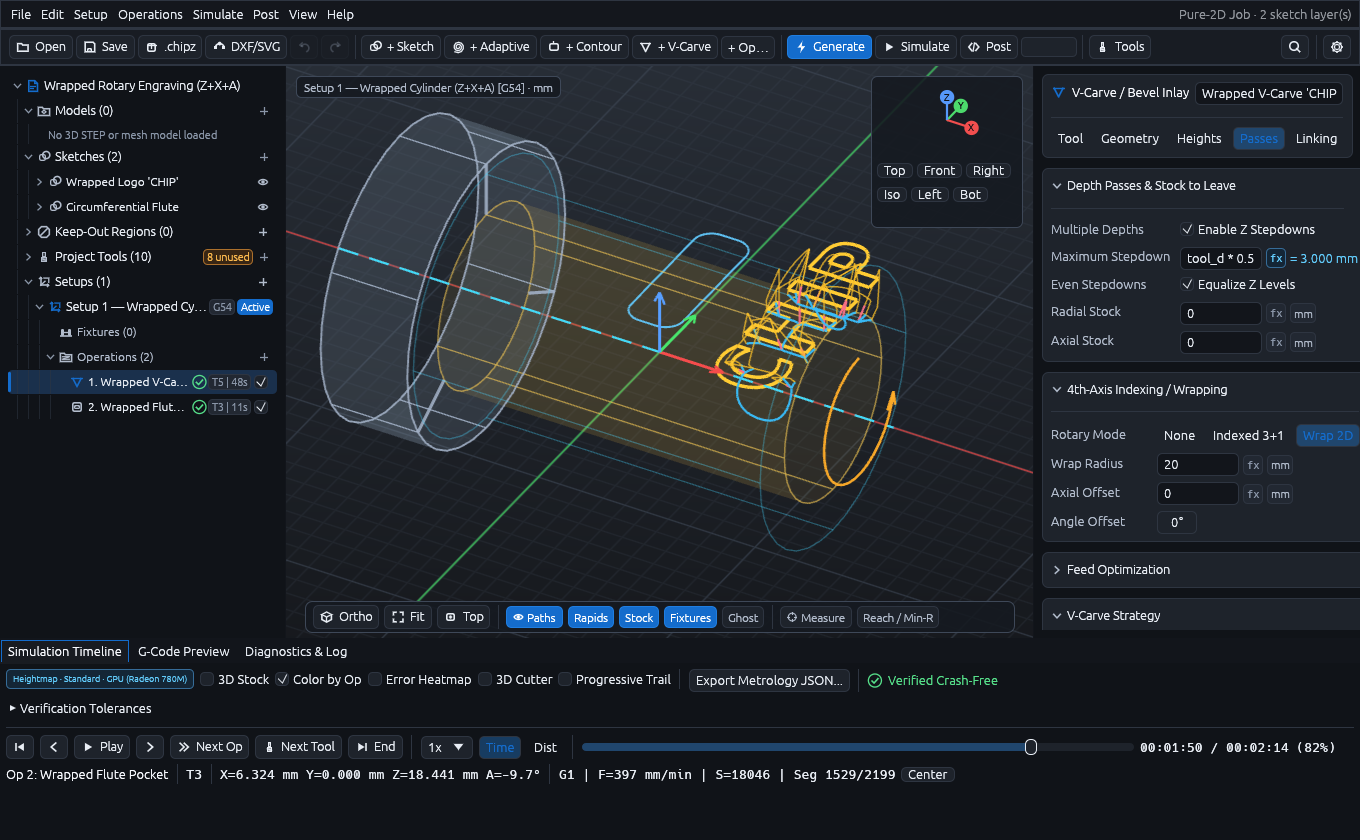 File Edit Setup Operations Simulate Post View Help
Pure-2D Job · 2 sketch layer(s)
Open Save .chipz DXF/SVG + Sketch + Adaptive + Contour + V-Carve + Op... Generate Simulate Post Tools
Wrapped Rotary Engraving (Z+X+A)
Models (0) +
No 3D STEP or mesh model loaded
Sketches (2) +
Wrapped Logo 'CHIP'
Circumferential Flute
Keep-Out Regions (0) +
Project Tools (10) 8 unused +
Setups (1) +
Setup 1 — Wrapped Cy... G54 Active
Fixtures (0)
Operations (2) +
1. Wrapped V-Ca... T5 | 48s
2. Wrapped Flut... T3 | 11s
Setup 1 — Wrapped Cylinder (Z+X+A) [G54] · mm
Z Y X
Top Front Right
Iso Left Bot
Ortho Fit Top Paths Rapids Stock Fixtures Ghost Measure Reach / Min-R
V-Carve / Bevel Inlay Wrapped V-Carve 'CHIP
Tool Geometry Heights Passes Linking
Depth Passes & Stock to Leave
Multiple Depths Enable Z Stepdowns
Maximum Stepdown tool_d * 0.5 fx = 3.000 mm
Even Stepdowns Equalize Z Levels
Radial Stock 0 fx mm
Axial Stock 0 fx mm
4th-Axis Indexing / Wrapping
Rotary Mode None Indexed 3+1 Wrap 2D
Wrap Radius 20 fx mm
Axial Offset 0 fx mm
Angle Offset 0°
Feed Optimization
V-Carve Strategy
Simulation Timeline G-Code Preview Diagnostics & Log
Heightmap · Standard · GPU (Radeon 780M) 3D Stock Color by Op Error Heatmap 3D Cutter Progressive Trail Export Metrology JSON... Verified Crash-Free
Verification Tolerances
Play Next Op Next Tool End 1x Time Dist 00:01:50 / 00:02:14 (82%)
Op 2: Wrapped Flute Pocket T3 X=6.324 mm Y=0.000 mm Z=18.441 mm A=-9.7° G1 | F=397 mm/min | S=18046 | Seg 1529/2199 Center